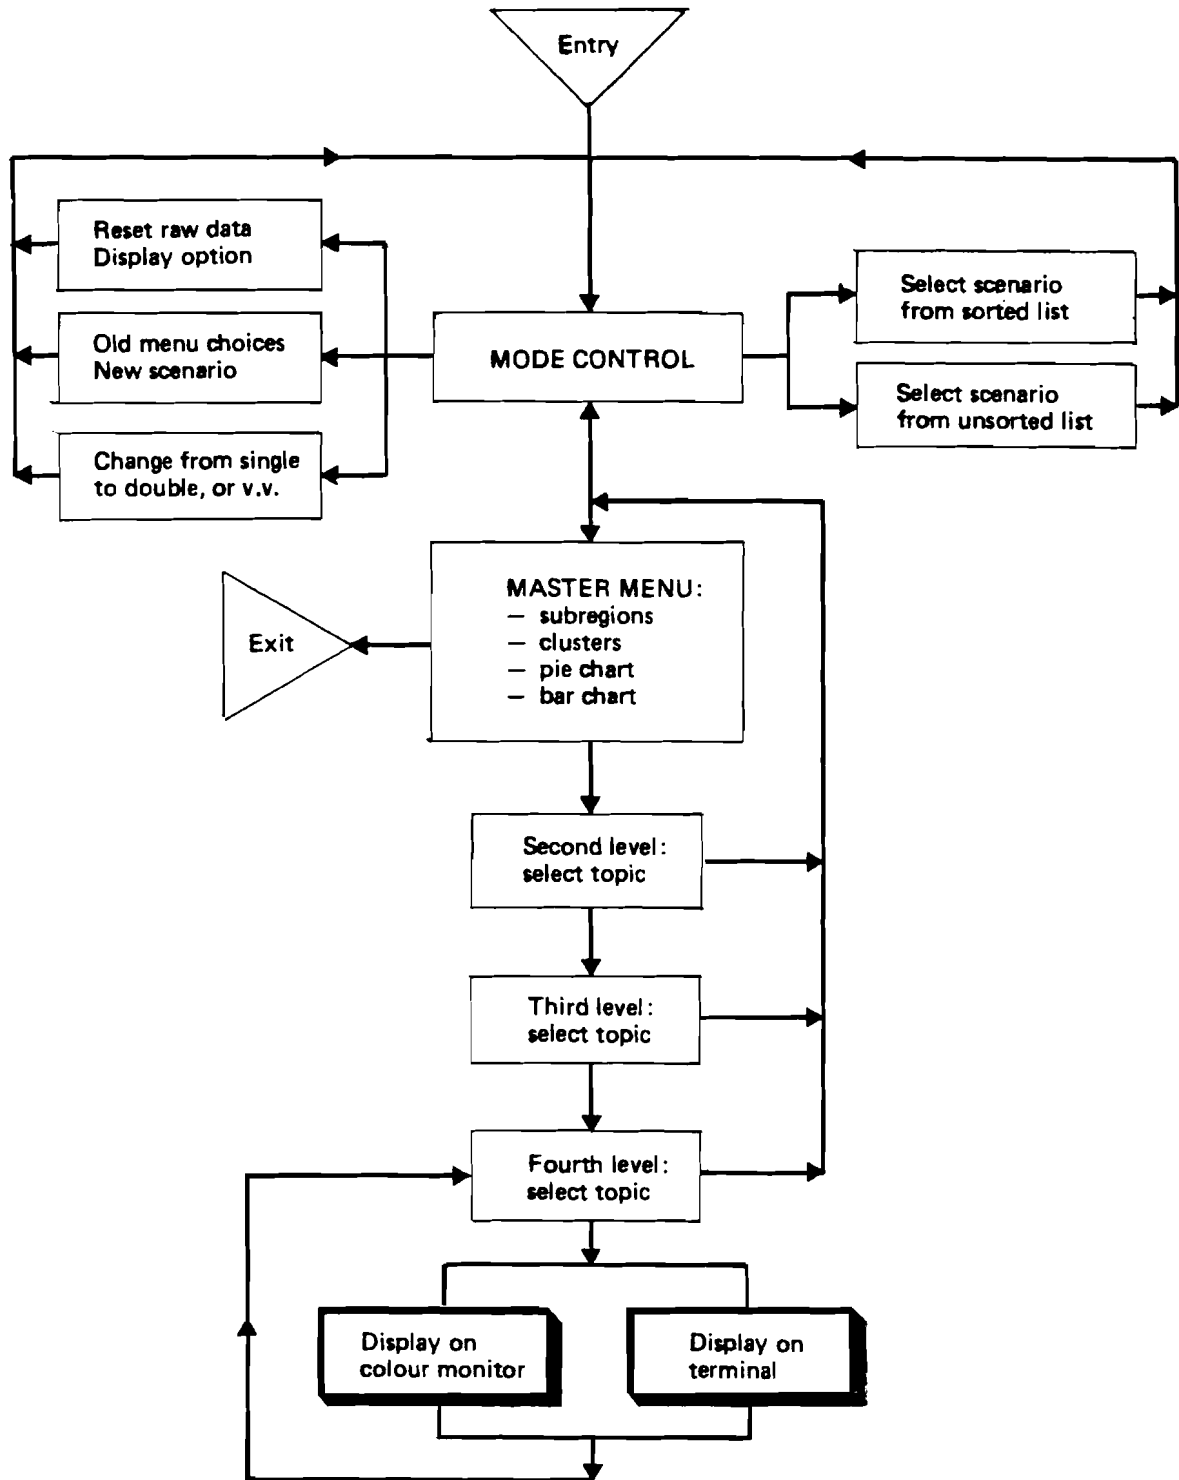 Entry
Reset raw data
Display option
Old menu choices
New scenario
Change from single
to double, or v.v.
MODE CONTROL
Select scenario
from sorted list
Select scenario
from unsorted list
MASTER MENU:
— subregions
— clusters
— pie chart
— bar chart
Exit
Second level:
select topic
Third level:
select topic
Fourth level:
select topic
Display on
colour monitor
Display on
terminal